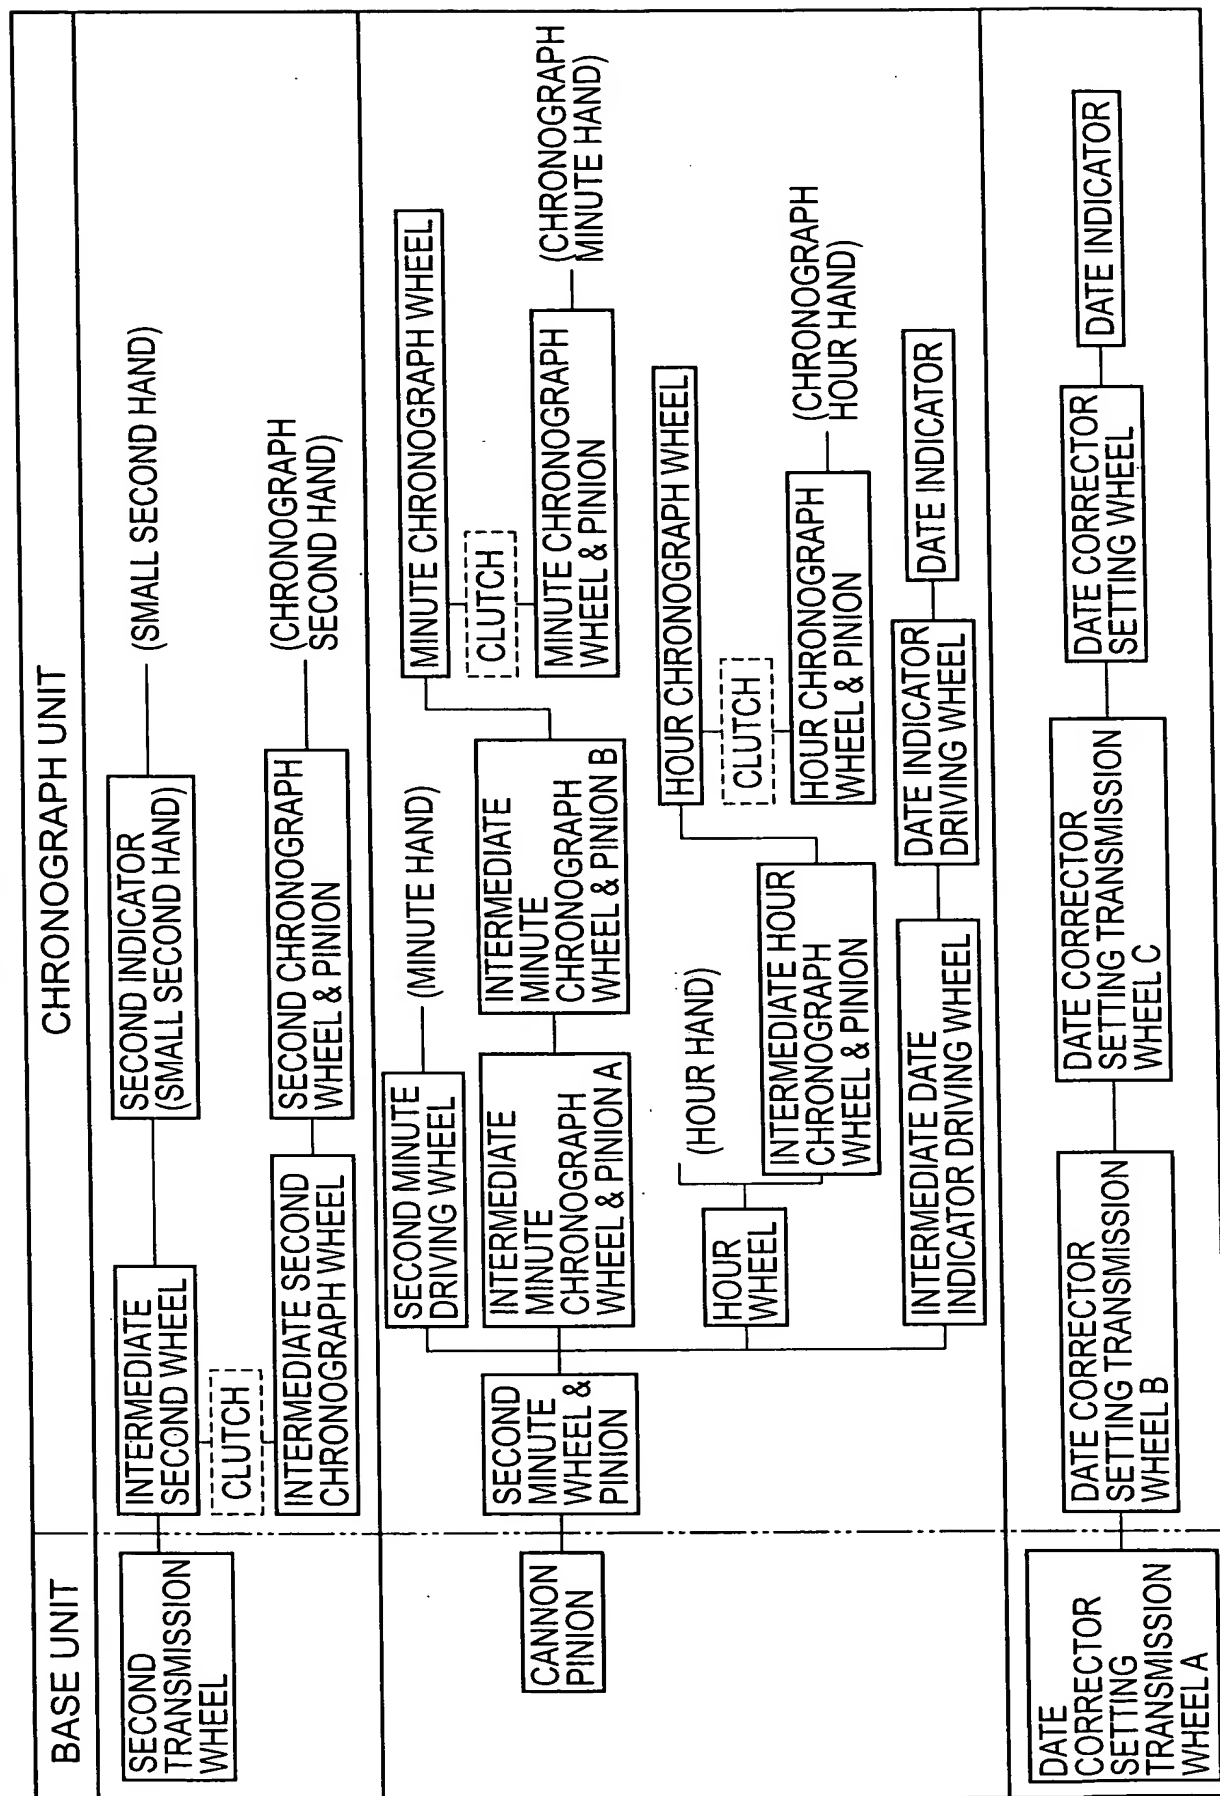 BASE UNIT
CHRONOGRAPH UNIT
SECOND
TRANSMISSION
WHEEL
INTERMEDIATE
SECOND WHEEL
SECOND INDICATOR
(SMALL SECOND HAND)
(SMALL SECOND HAND)
CLUTCH
INTERMEDIATE SECOND
CHRONOGRAPH WHEEL
SECOND CHRONOGRAPH
WHEEL & PINION
(CHRONOGRAPH
SECOND HAND)
CANNON
PINION
SECOND
MINUTE
WHEEL &
PINION
SECOND MINUTE
DRIVING WHEEL
(MINUTE HAND)
INTERMEDIATE
MINUTE
CHRONOGRAPH
WHEEL & PINION A
INTERMEDIATE
MINUTE
CHRONOGRAPH
WHEEL & PINION B
MINUTE CHRONOGRAPH WHEEL
CLUTCH
MINUTE CHRONOGRAPH
WHEEL & PINION
(CHRONOGRAPH
MINUTE HAND)
HOUR
WHEEL
(HOUR HAND)
INTERMEDIATE HOUR
CHRONOGRAPH
WHEEL & PINION
HOUR CHRONOGRAPH WHEEL
CLUTCH
HOUR CHRONOGRAPH
WHEEL & PINION
(CHRONOGRAPH
HOUR HAND)
INTERMEDIATE DATE
INDICATOR DRIVING WHEEL
DATE INDICATOR
DRIVING WHEEL
DATE INDICATOR
DATE
CORRECTOR
SETTING
TRANSMISSION
WHEEL A
DATE CORRECTOR
SETTING TRANSMISSION
WHEEL B
DATE CORRECTOR
SETTING TRANSMISSION
WHEEL C
DATE CORRECTOR
SETTING WHEEL
DATE INDICATOR